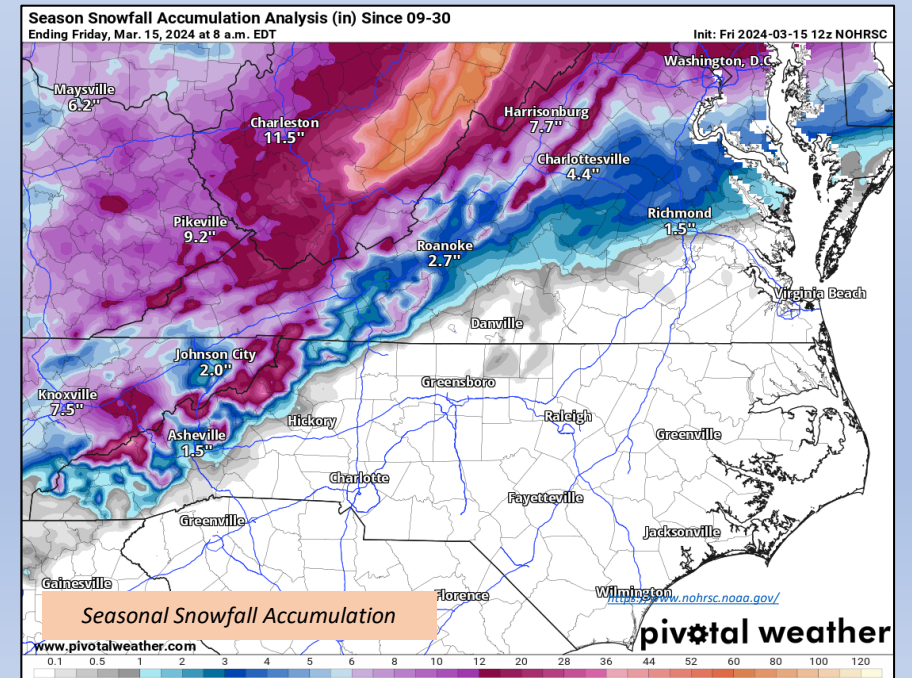 Season Snowfall Accumulation Analysis (in) Since 09-30
Ending Friday, Mar. 15, 2024 at 8 a.m. EDT
Init: Fri 2024-03-15 12z NOHRSC
Washington, D.C.
Maysville
6.2"
Charleston
11.5"
Harrisonburg
7.7"
Charlottesville
4.4"
Pikeville
9.2"
Richmond
1.5"
Roanoke
2.7"
Virginia Beach
Danville
Johnson City
2.0"
Greensboro
Knoxville
7.5"
Hickory
Raleigh
Asheville
1.5"
Greenville
Charlotte
Fayetteville
Greenville
Jacksonville
Gainesville
Florence
Wilmington
https://www.nohrsc.noaa.gov/
Seasonal Snowfall Accumulation
pivotal weather
www.pivotalweather.com
0.1 0.5 1 2 3 4 5 6 8 10 12 20 28 36 44 52 60 80 100 120